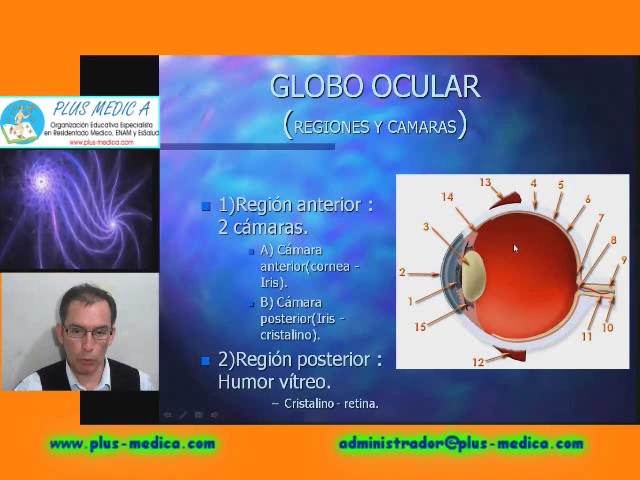 GLOBO OCULAR
(REGIONES Y CAMARAS)
PLUS MEDIC A
Organización Educativa Especialista
en Residentado Medico, ENAM y EsSalud
www.plus-medica.com
1)Región anterior :
2 cámaras.
A) Cámara
anterior(cornea -
Iris).
B) Cámara
posterior(Iris -
cristalino).
2)Región posterior :
Humor vítreo.
– Cristalino - retina.
13
4
5
14
6
3
7
8
9
2
1
15
10
11
12
www.plus-medica.com
administrador@plus-medica.com